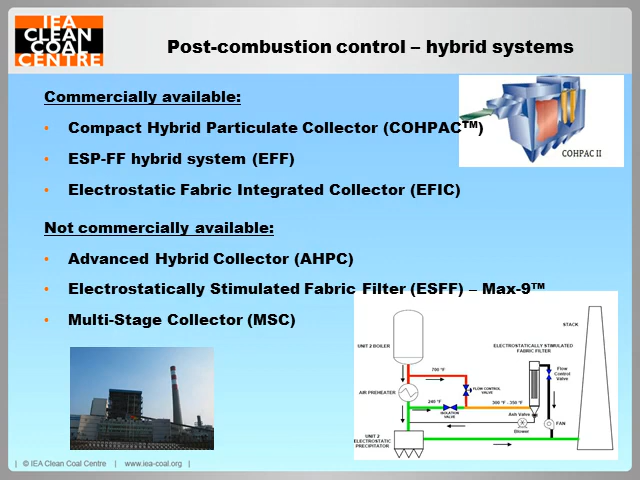 IEA
CLEAN
COAL
CENTRE
Post-combustion control – hybrid systems
Commercially available:
• Compact Hybrid Particulate Collector (COHPAC™)
• ESP-FF hybrid system (EFF)
• Electrostatic Fabric Integrated Collector (EFIC)
COHPAC II
Not commercially available:
• Advanced Hybrid Collector (AHPC)
• Electrostatically Stimulated Fabric Filter (ESFF) – Max-9™
• Multi-Stage Collector (MSC)
STACK
UNIT 2 BOILER
ELECTROSTATICALLY STIMULATED
FABRIC FILTER
700 °F
Flow
Control
Valve
AIR PREHEATER
FLOW CONTROL
VALVE
240 °F
300 °F - 350 °F
ISOLATION
VALVE
Ash Valve
Blower
FAN
UNIT 2
ELECTROSTATIC
PRECIPITATOR
| © IEA Clean Coal Centre | www.iea-coal.org |